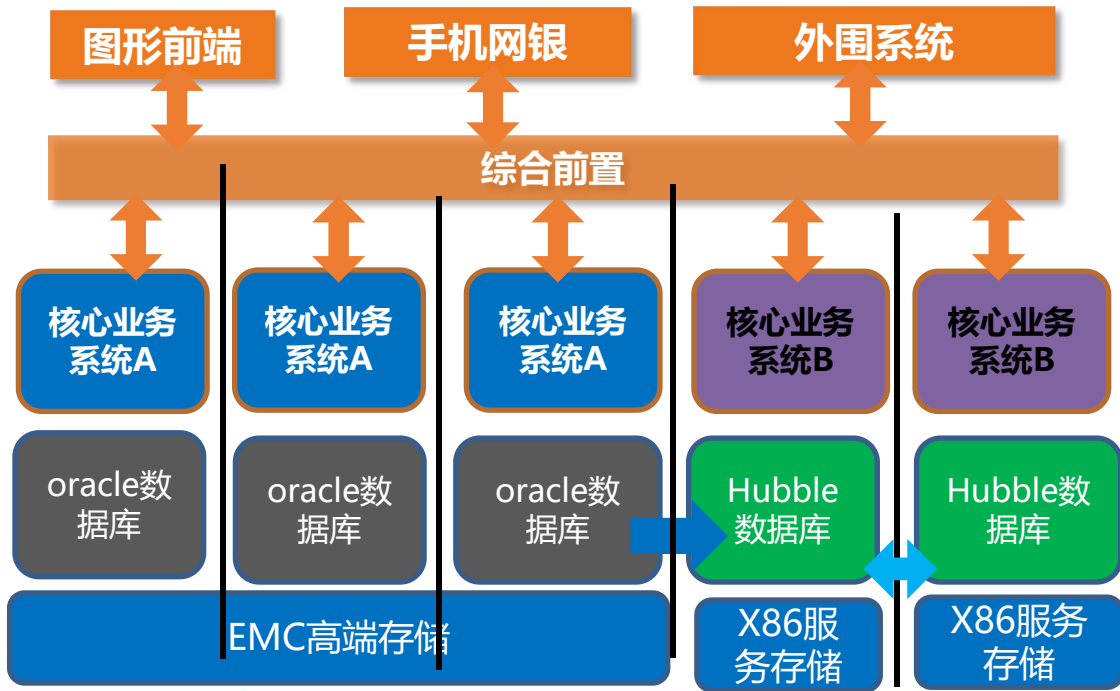 图形前端
手机网银
外围系统
综合前置
核心业务
系统A
核心业务
系统A
核心业务
系统A
核心业务
系统B
核心业务
系统B
oracle数
据库
oracle数
据库
oracle数
据库
Hubble
数据库
Hubble数
据库
EMC高端存储
X86服
务存储
X86服务
存储